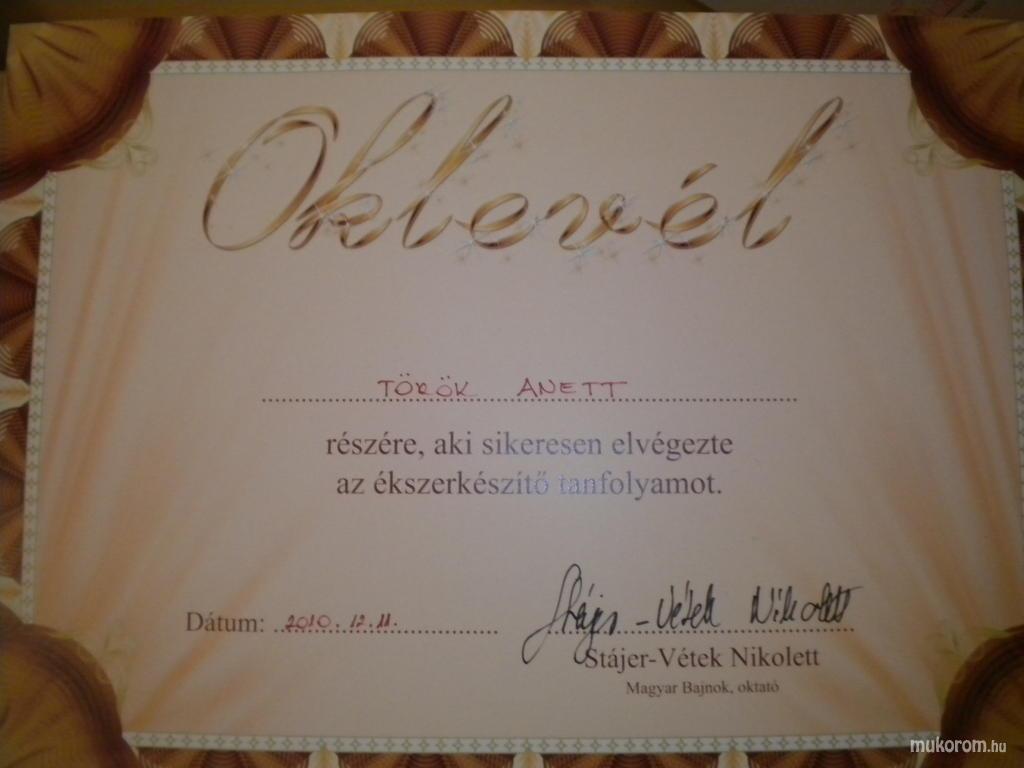 Oklevél
TÖRÖK ANETT
részére, aki sikeresen elvégezte
az ékszerkészítő tanfolyamot.
Dátum: 2010.12.11.
Stájer-Vétek Nikolett
Stájer-Vétek Nikolett
Magyar Bajnok, oktató
mukorom.hu